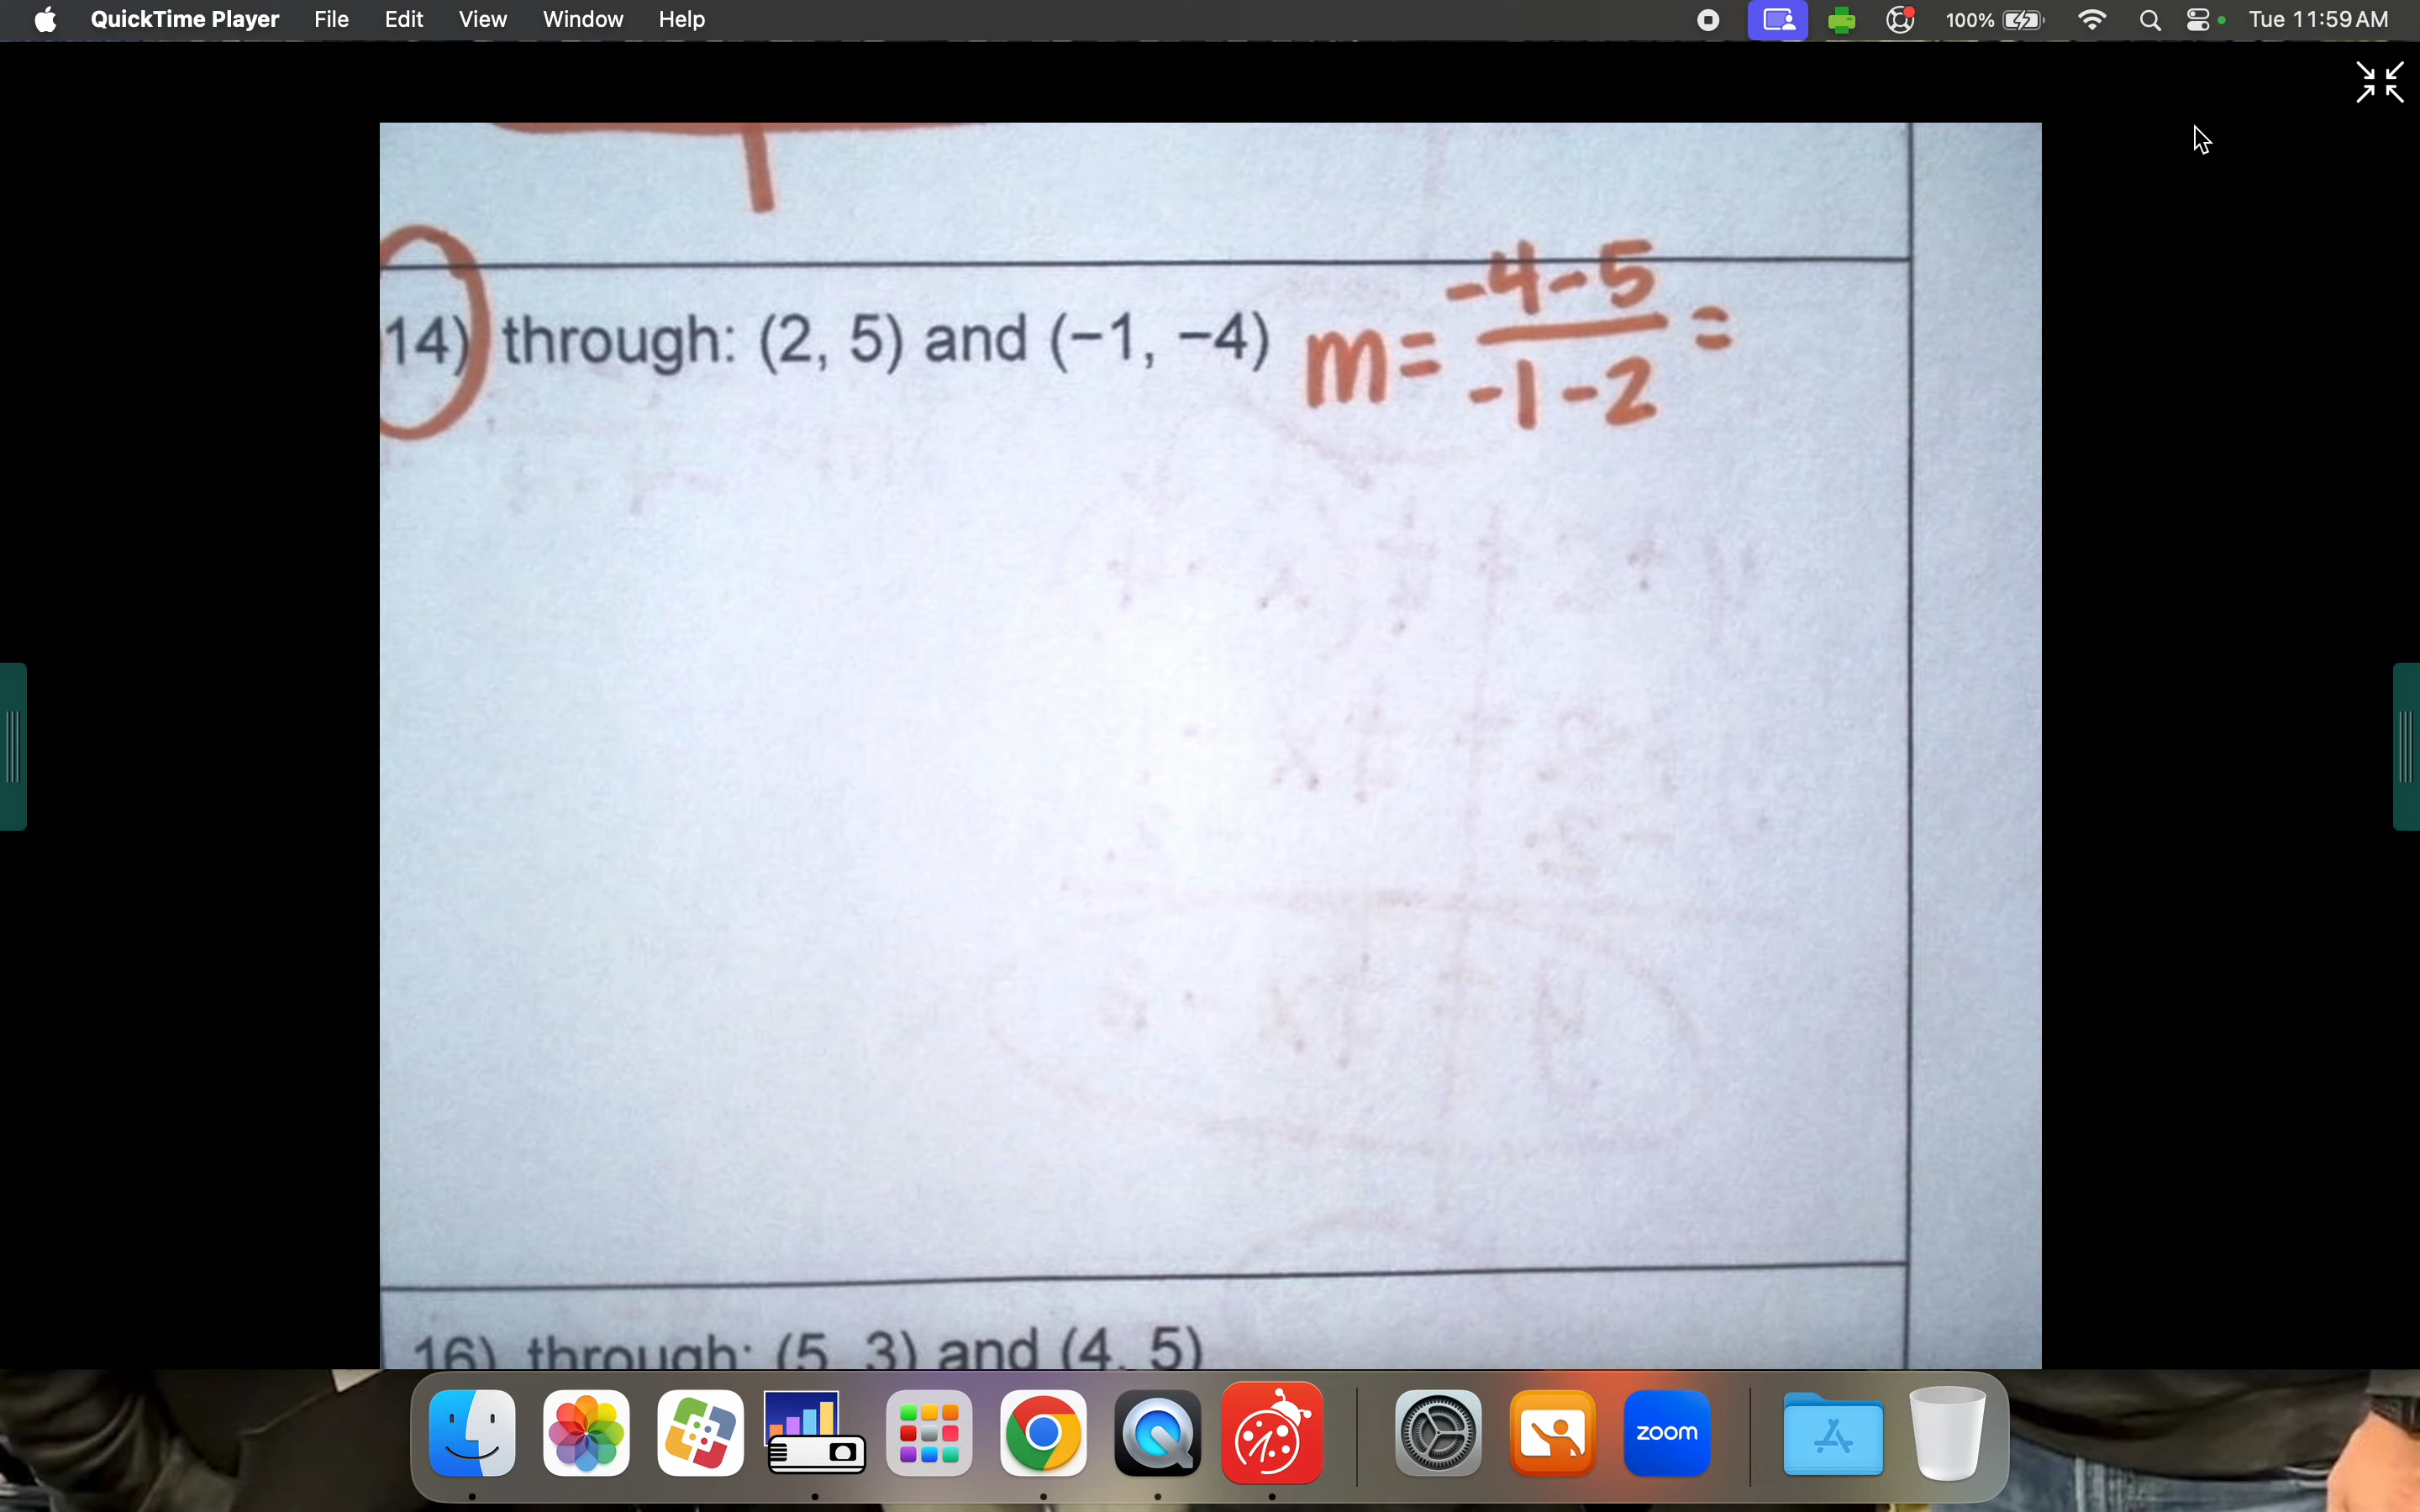 QuickTime Player File Edit View Window Help 100% Tue 11:59 AM
14) through: (2, 5) and (−1, −4) m = -4-5 / -1-2 =
16) through: (5, 3) and (4, 5)
zoom